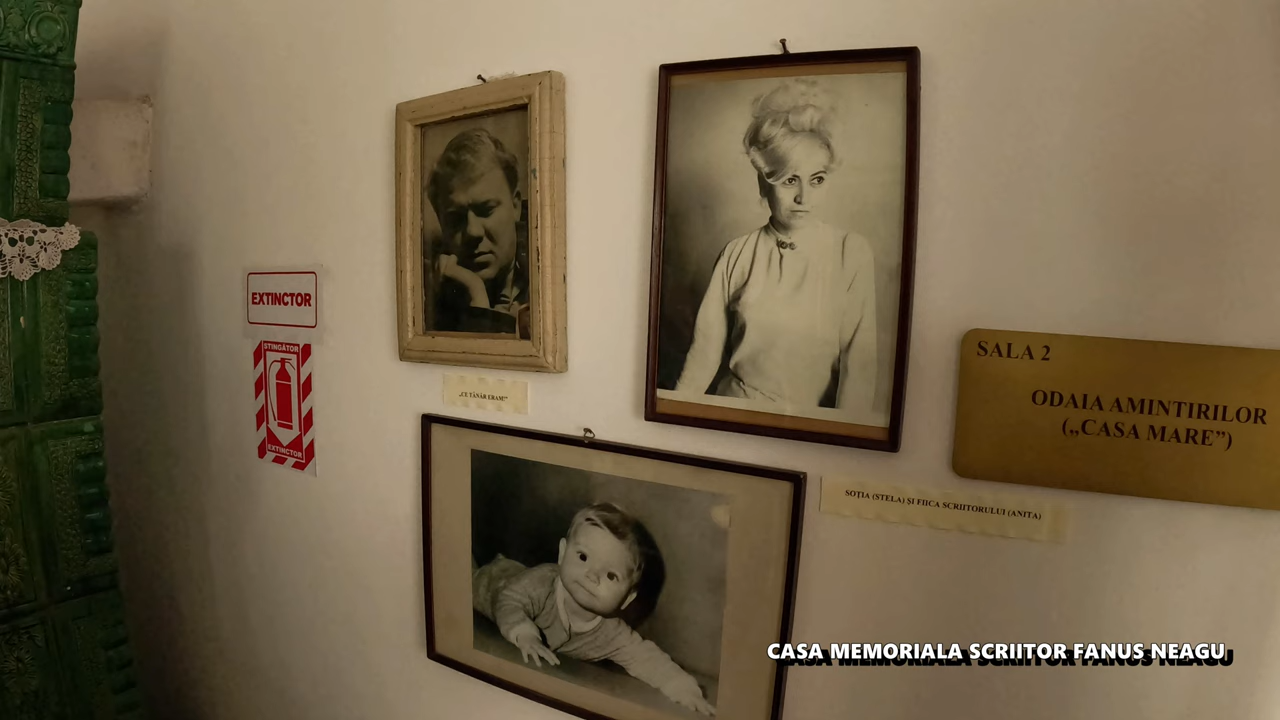 EXTINCTOR
STINGĂTOR
EXTINCTOR
„CE TÂNĂR ERAM!”
SALA 2
ODAIA AMINTIRILOR
(„CASA MARE”)
SOȚIA (STELA) ȘI FIICA SCRIITORULUI (ANITA)
CASA MEMORIALA SCRIITOR FANUS NEAGU